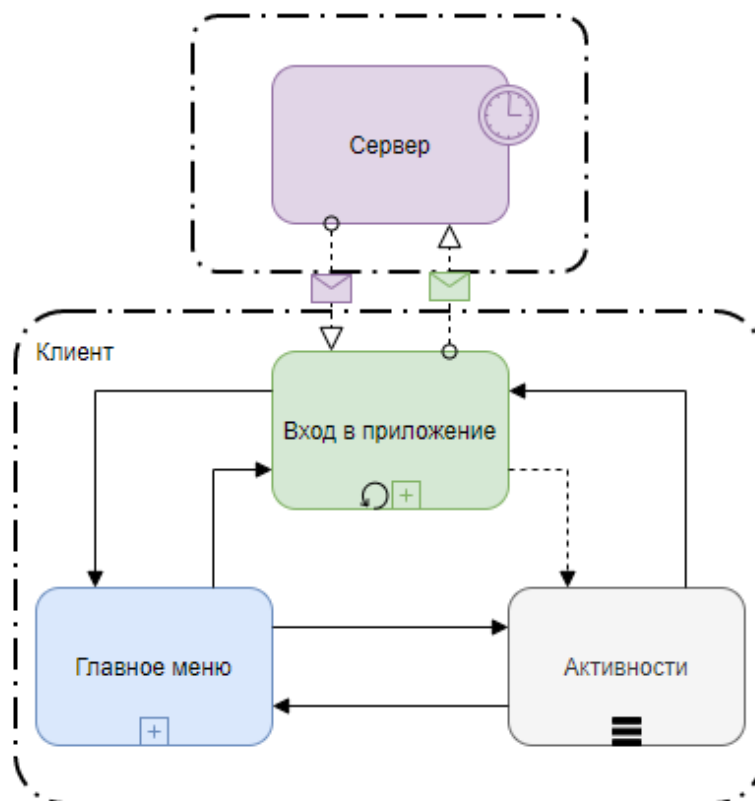 Сервер
Клиент
Вход в приложение
Главное меню
Активности